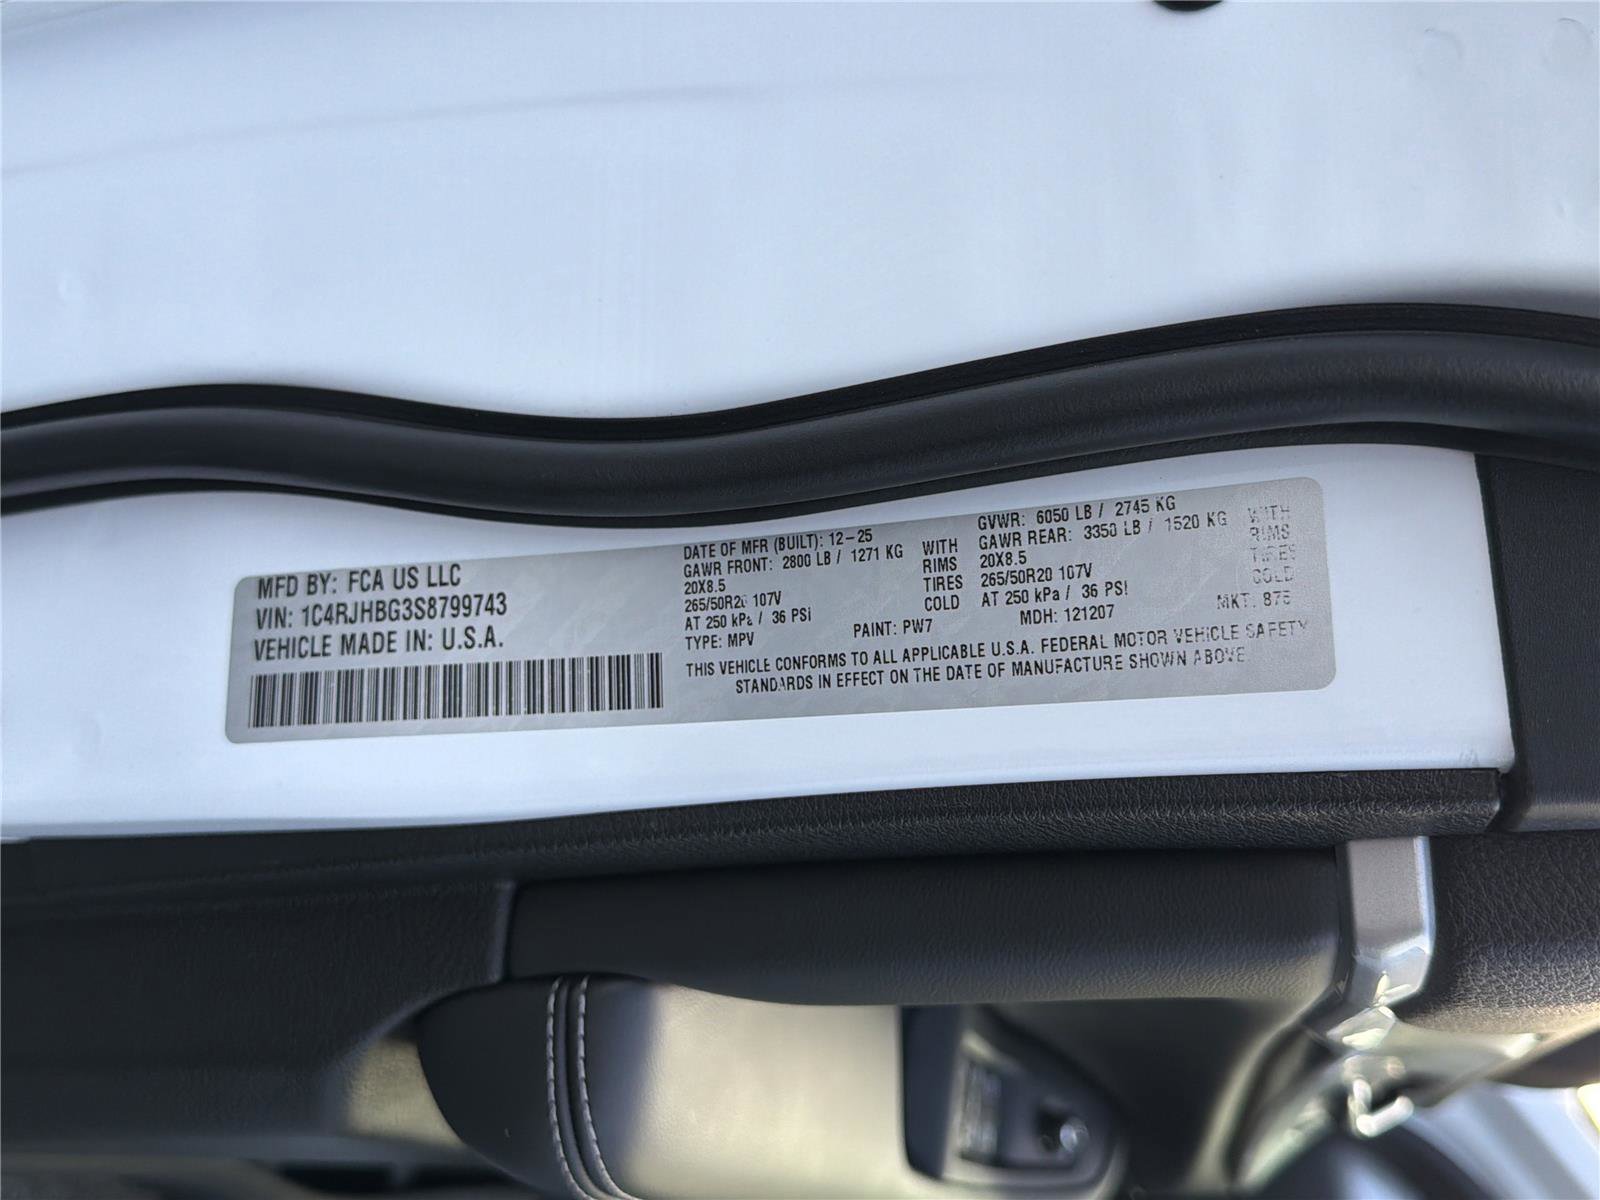 MFD BY: FCA US LLC
VIN: 1C4RJHBG3S8799743
VEHICLE MADE IN: U.S.A.
DATE OF MFR (BUILT): 12-25
GAWR FRONT: 2800 LB / 1271 KG WITH
20X8.5 RIMS
265/50R20 107V TIRES
AT 250 kPa / 36 PSI COLD
TYPE: MPV PAINT: PW7
GVWR: 6050 LB / 2745 KG
GAWR REAR: 3350 LB / 1520 KG WITH
20X8.5 RIMS
265/50R20 107V TIRES
AT 250 kPa / 36 PSI COLD
MDH: 121207 MKT: 875
THIS VEHICLE CONFORMS TO ALL APPLICABLE U.S.A. FEDERAL MOTOR VEHICLE SAFETY
STANDARDS IN EFFECT ON THE DATE OF MANUFACTURE SHOWN ABOVE.